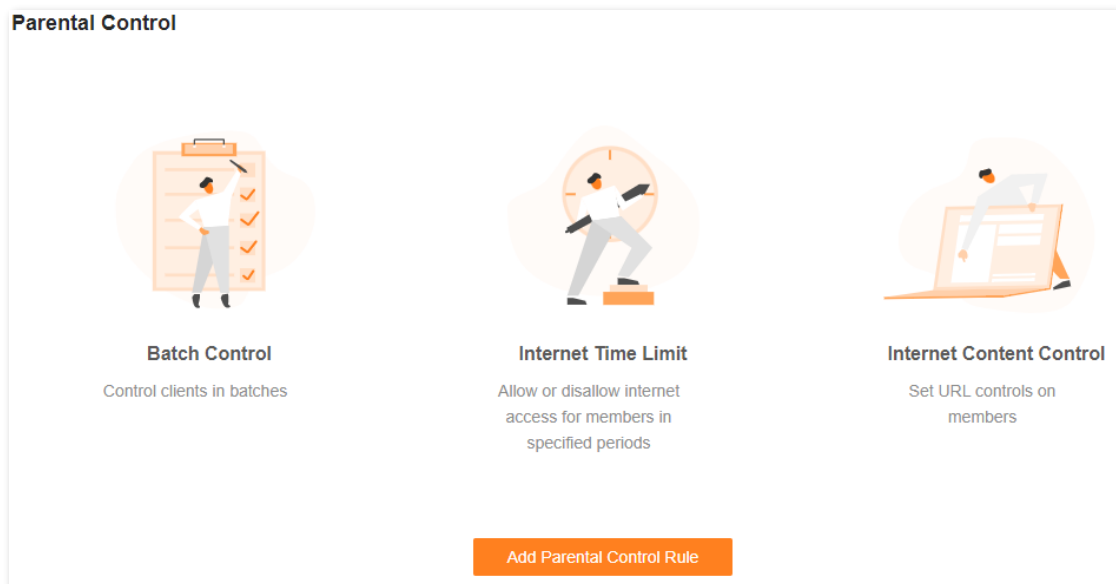 Parental Control
Batch Control
Control clients in batches
Internet Time Limit
Allow or disallow internet
access for members in
specified periods
Internet Content Control
Set URL controls on
members
Add Parental Control Rule